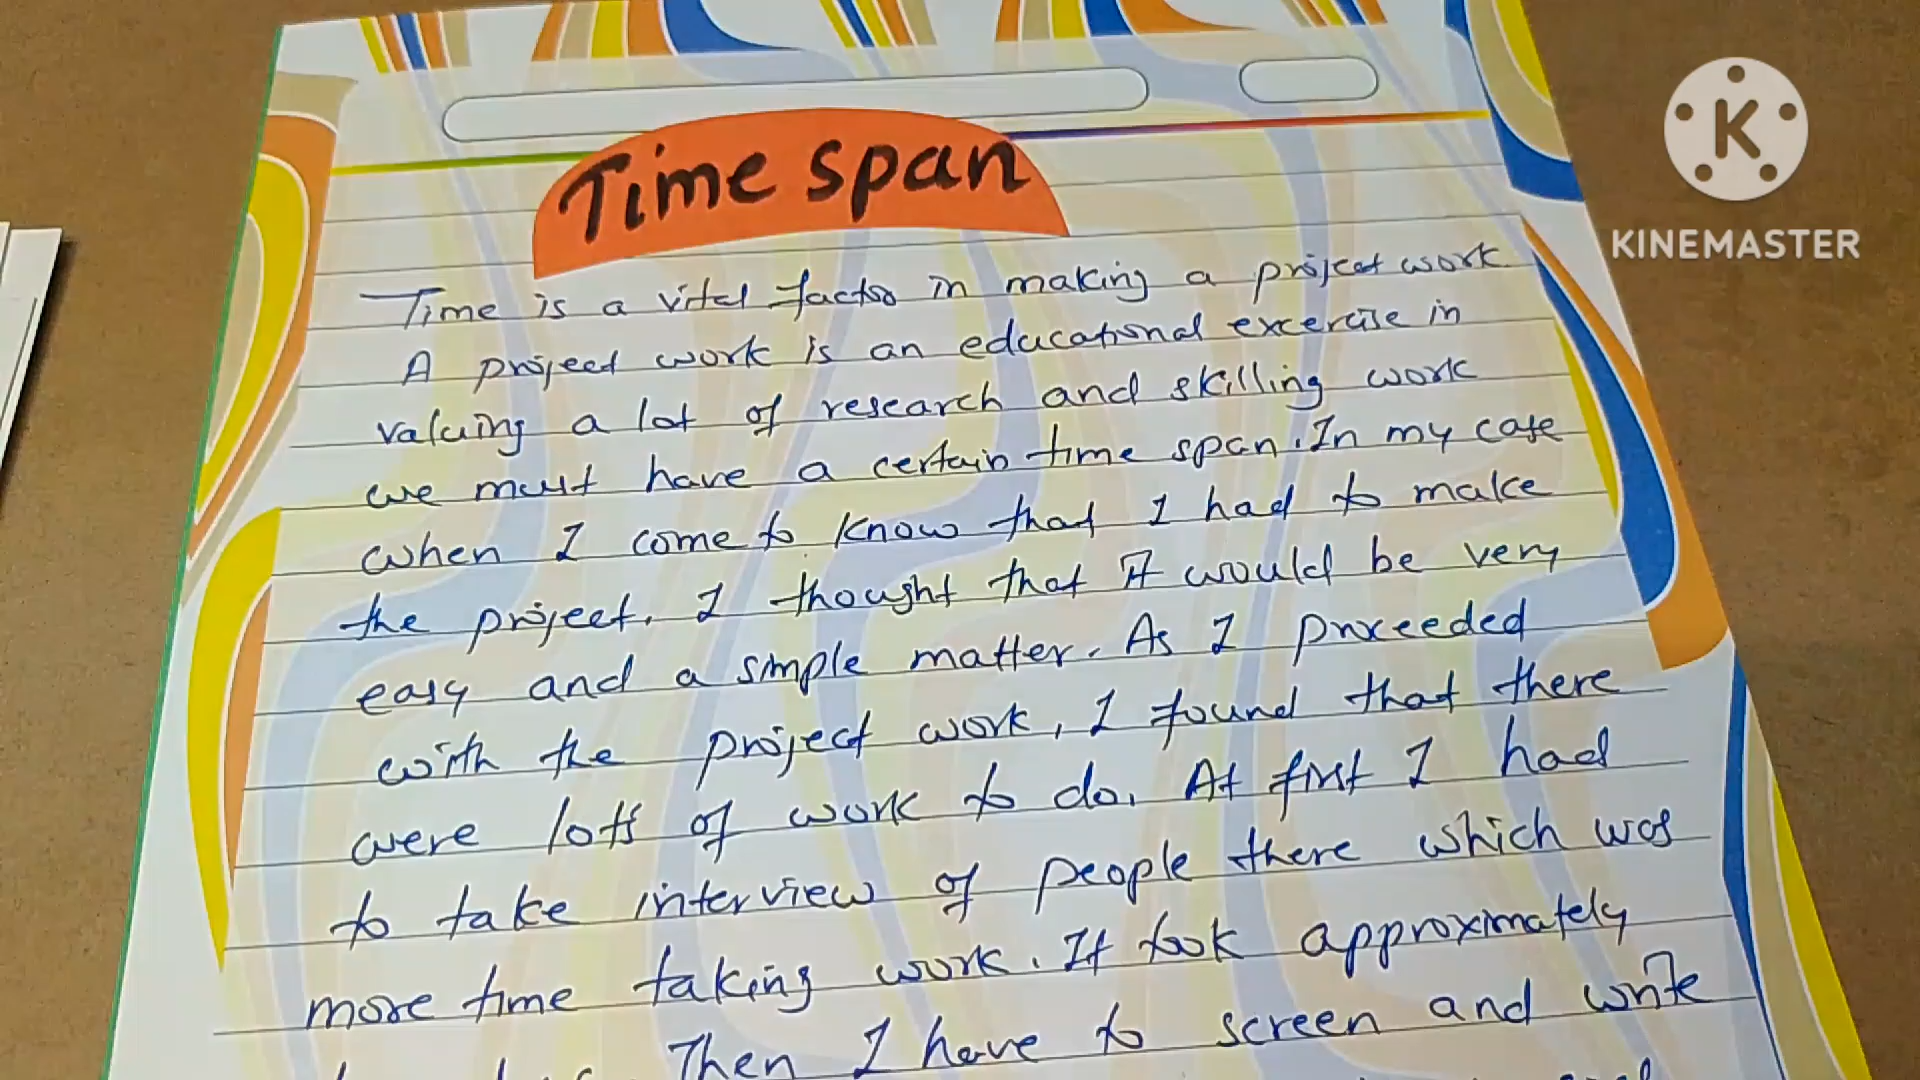 Time span
KINEMASTER
Time is a vital factor in making a project work
A project work is an educational excercise in
valuing a lot of research and skilling work
we must have a certain time span. In my case
when I come to know that I had to make
the project. I thought that it would be very
easy and a simple matter. As I proceeded
with the project work, I found that there
were lots of work to do. At first I had
to take interview of people there which was
more time taking work. It took approximately
Then I have to screen and write